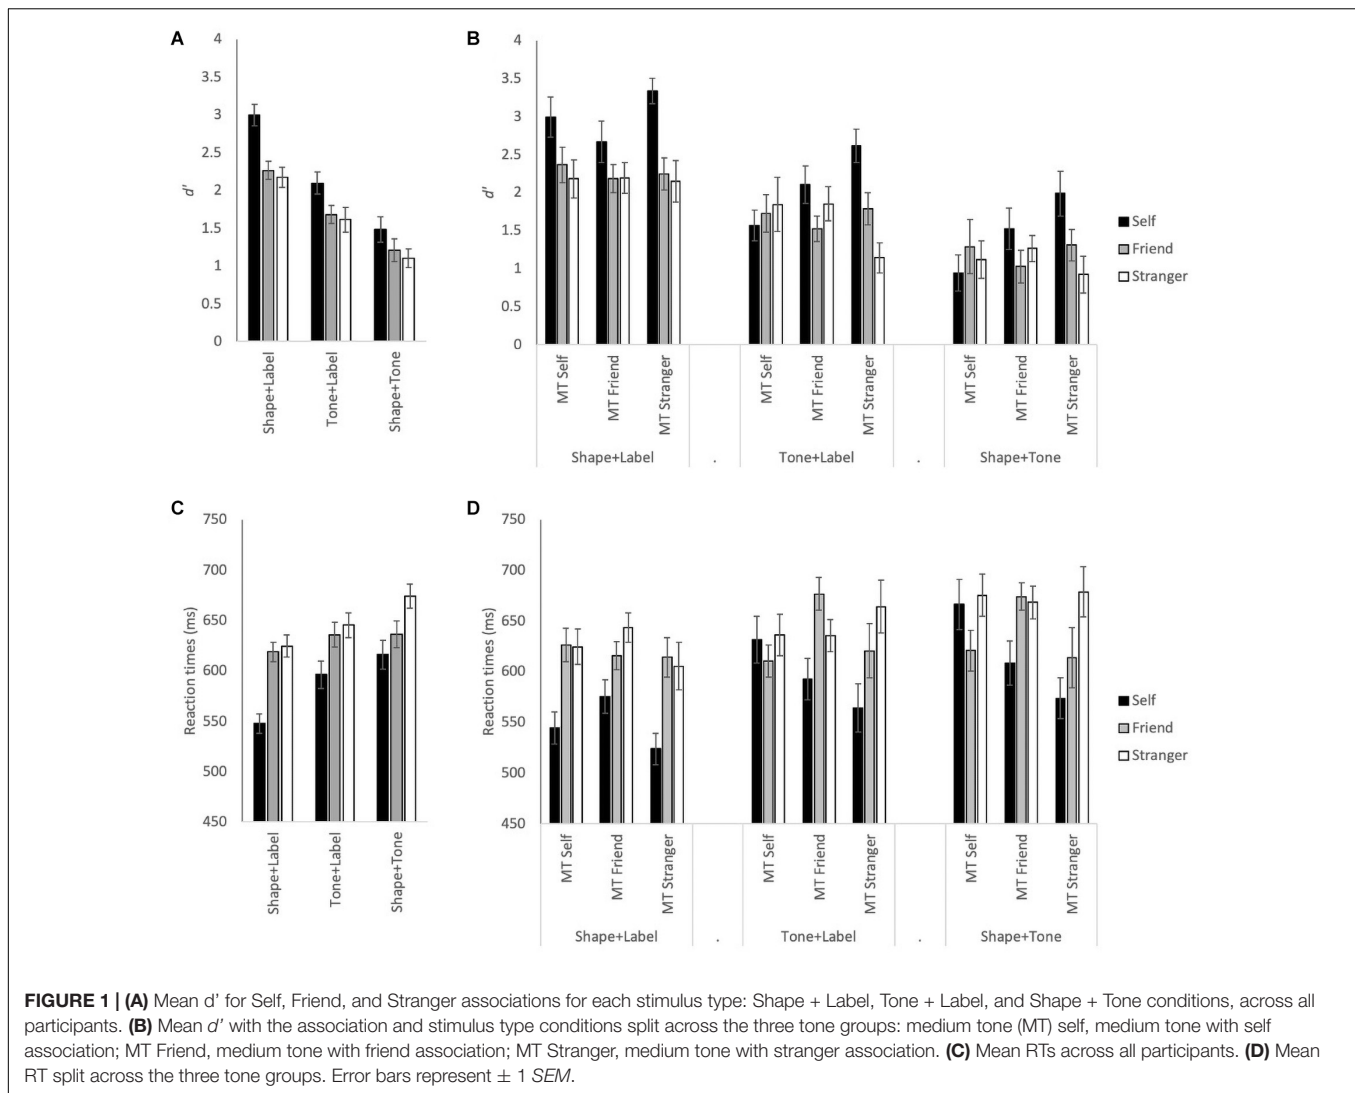 A
4
3.5
3
2.5
2
1.5
1
0.5
0
d'
Shape+Label
Tone+Label
Shape+Tone
B
4
3.5
3
2.5
2
1.5
1
0.5
0
d'
MT Self
MT Friend
MT Stranger
MT Self
MT Friend
MT Stranger
MT Self
MT Friend
MT Stranger
Shape+Label . Tone+Label . Shape+Tone
Self
Friend
Stranger
C
750
700
650
600
550
500
450
Reaction times (ms)
Shape+Label
Tone+Label
Shape+Tone
D
750
700
650
600
550
500
450
Reaction times (ms)
MT Self
MT Friend
MT Stranger
MT Self
MT Friend
MT Stranger
MT Self
MT Friend
MT Stranger
Shape+Label . Tone+Label . Shape+Tone
Self
Friend
Stranger
FIGURE 1 | (A) Mean d' for Self, Friend, and Stranger associations for each stimulus type: Shape + Label, Tone + Label, and Shape + Tone conditions, across all
participants. (B) Mean d' with the association and stimulus type conditions split across the three tone groups: medium tone (MT) self, medium tone with self
association; MT Friend, medium tone with friend association; MT Stranger, medium tone with stranger association. (C) Mean RTs across all participants. (D) Mean
RT split across the three tone groups. Error bars represent ± 1 SEM.